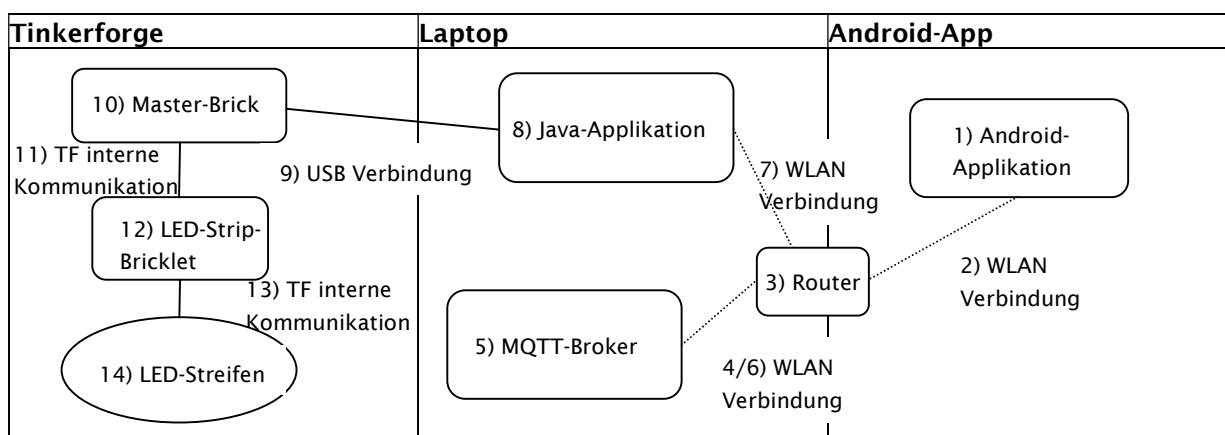 Tinkerforge
Laptop
Android-App
10) Master-Brick
8) Java-Applikation
1) Android-
Applikation
11) TF interne
Kommunikation
9) USB Verbindung
7) WLAN
Verbindung
12) LED-Strip-
Bricklet
3) Router
2) WLAN
Verbindung
13) TF interne
Kommunikation
5) MQTT-Broker
4/6) WLAN
Verbindung
14) LED-Streifen